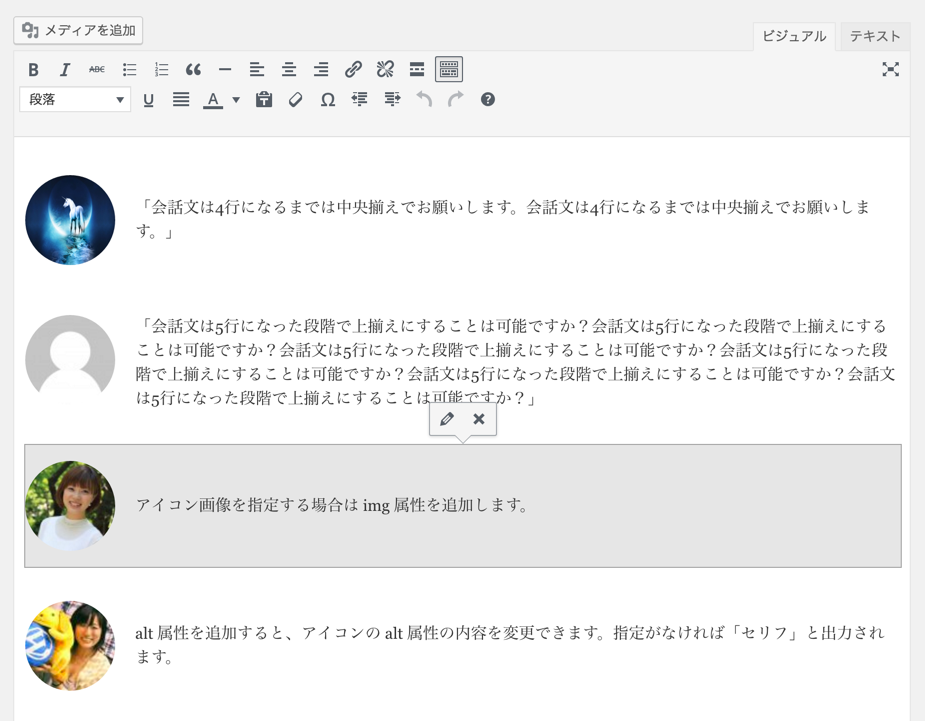 メディアを追加
ビジュアル
テキスト
B I ABC
段落 U A
「会話文は4行になるまでは中央揃えでお願いします。会話文は4行になるまでは中央揃えでお願いしま
す。」
「会話文は5行になった段階で上揃えにすることは可能ですか？会話文は5行になった段階で上揃えにする
ことは可能ですか？会話文は5行になった段階で上揃えにすることは可能ですか？会話文は5行になった段
階で上揃えにすることは可能ですか？会話文は5行になった段階で上揃えにすることは可能ですか？会話文
は5行になった段階で上揃えにすることは可能ですか？」
アイコン画像を指定する場合は img 属性を追加します。
alt 属性を追加すると、アイコンの alt 属性の内容を変更できます。指定がなければ「セリフ」と出力され
ます。